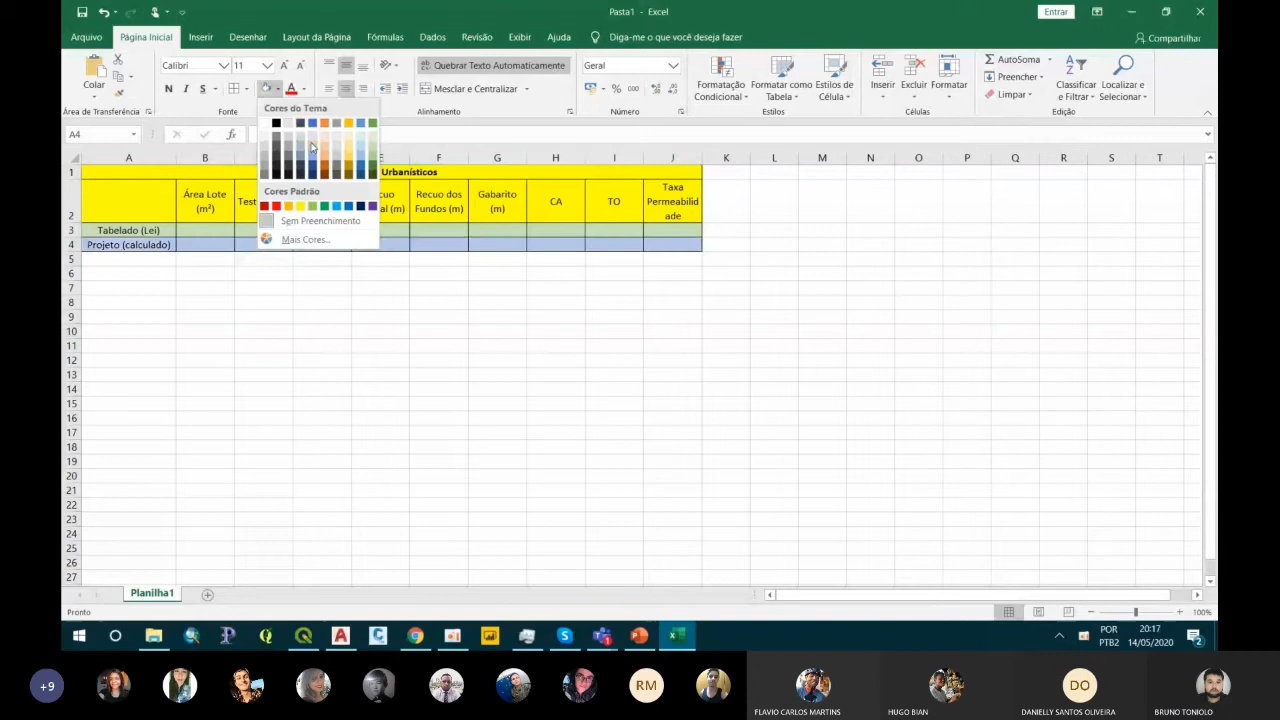 Pasta1 - Excel
Entrar
Arquivo Página Inicial Inserir Desenhar Layout da Página Fórmulas Dados Revisão Exibir Ajuda Diga-me o que você deseja fazer
Compartilhar
Colar
Calibri 11
N I S
A
Quebrar Texto Automaticamente
Mesclar e Centralizar
Geral
% 000
Formatação Condicional
Formatar como Tabela
Estilos de Célula
Inserir Excluir Formatar
AutoSoma
Preencher
Limpar
Classificar e Filtrar
Localizar e Selecionar
Área de Transferência Fonte Alinhamento Número Estilos Células Edição
Cores do Tema
Cores Padrão
Sem Preenchimento
Mais Cores...
A4
fx
A B E F G H I J K L M N O P Q R S T
1 Urbanísticos
2 Área Lote (m²) Test (m) Recuo dos Fundos (m) Gabarito (m) CA TO Taxa Permeabilid ade
3 Tabelado (Lei)
4 Projeto (calculado)
5
6
7
8
9
10
11
12
13
14
15
16
17
18
19
20
21
22
23
24
25
26
27
Planilha1
Pronto
100%
POR
PTB2
20:17
14/05/2020
2
+9
RM
DO
FLAVIO CARLOS MARTINS
HUGO BIAN
DANIELLY SANTOS OLIVEIRA
BRUNO TONIOLO